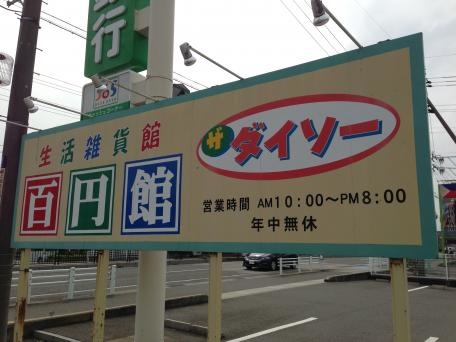 行
生活雑貨館
百円館
ザ ダイソー
営業時間 AM10:00～PM8:00
年中無休